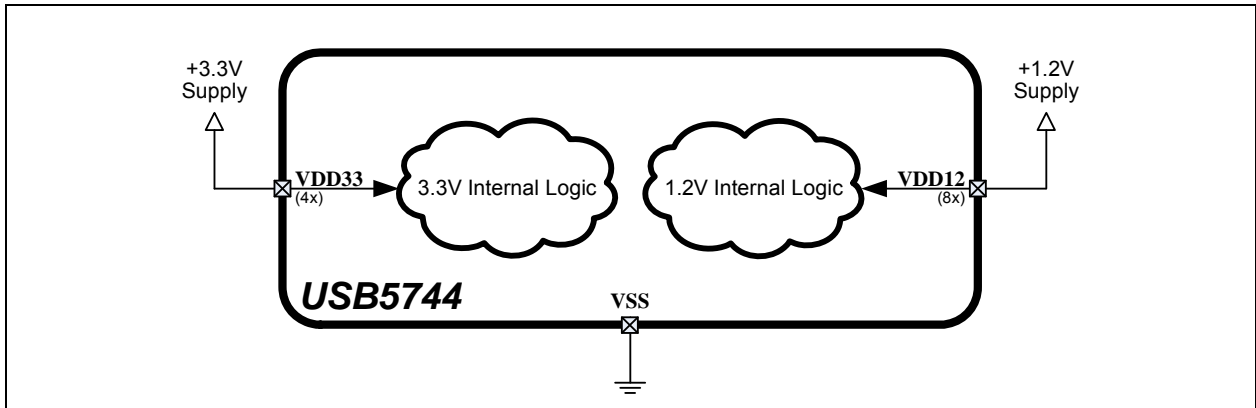 +3.3V
Supply
+1.2V
Supply
VDD33
(4x)
3.3V Internal Logic
1.2V Internal Logic
VDD12
(8x)
USB5744
VSS